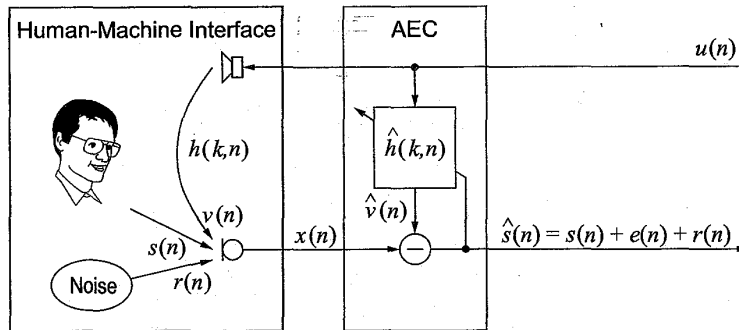 Human-Machine Interface
AEC
u(n)
h(k,n)
ĥ(k,n)
v(n)
v̂(n)
s(n)
x(n)
ŝ(n) = s(n) + e(n) + r(n)
Noise
r(n)